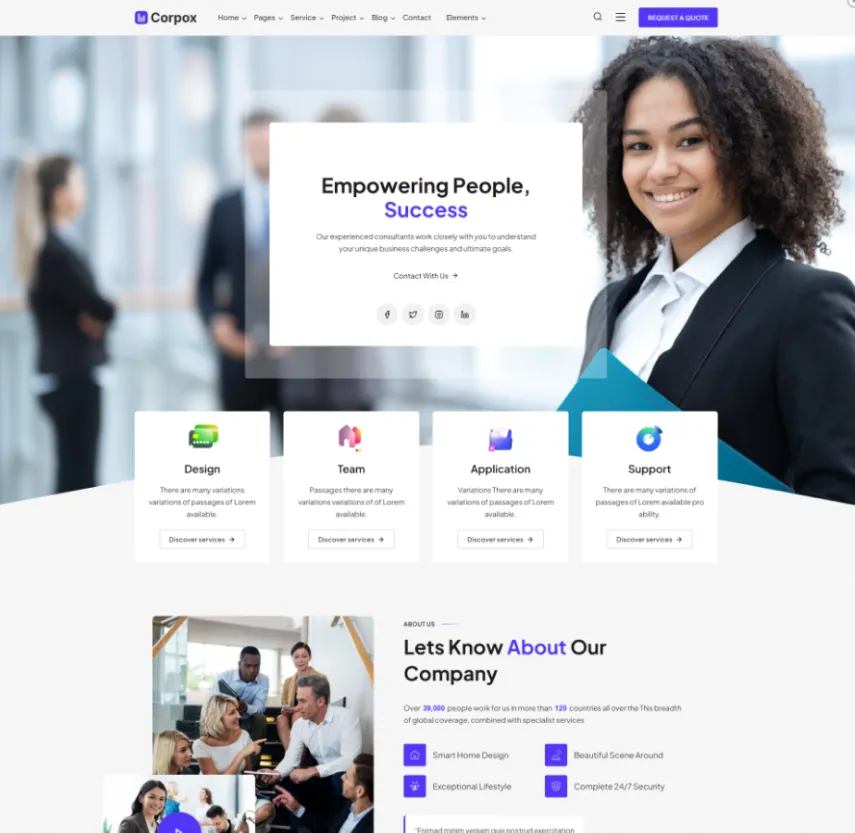 Corpox
Home Pages Service Project Blog Contact Elements
REQUEST A QUOTE
Empowering People,
Success
Our experienced consultants work closely with you to understand
your unique business challenges and ultimate goals.
Contact With Us
Design
There are many variations
variations of passages of Lorem
available.
Discover services
Team
Passages there are many
variations variations of of Lorem
available.
Discover services
Application
Variations There are many
variations of passages of Lorem
available.
Discover services
Support
There are many variations of
passages of Lorem available pro
ability.
Discover services
ABOUT US
Lets Know About Our
Company
Over 39,000 people work for us in more than 120 countries all over the This breadth
of global coverage, combined with specialist services
Smart Home Design
Beautiful Scene Around
Exceptional Lifestyle
Complete 24/7 Security
"Enimad minim veniam quis nostrud exercitation